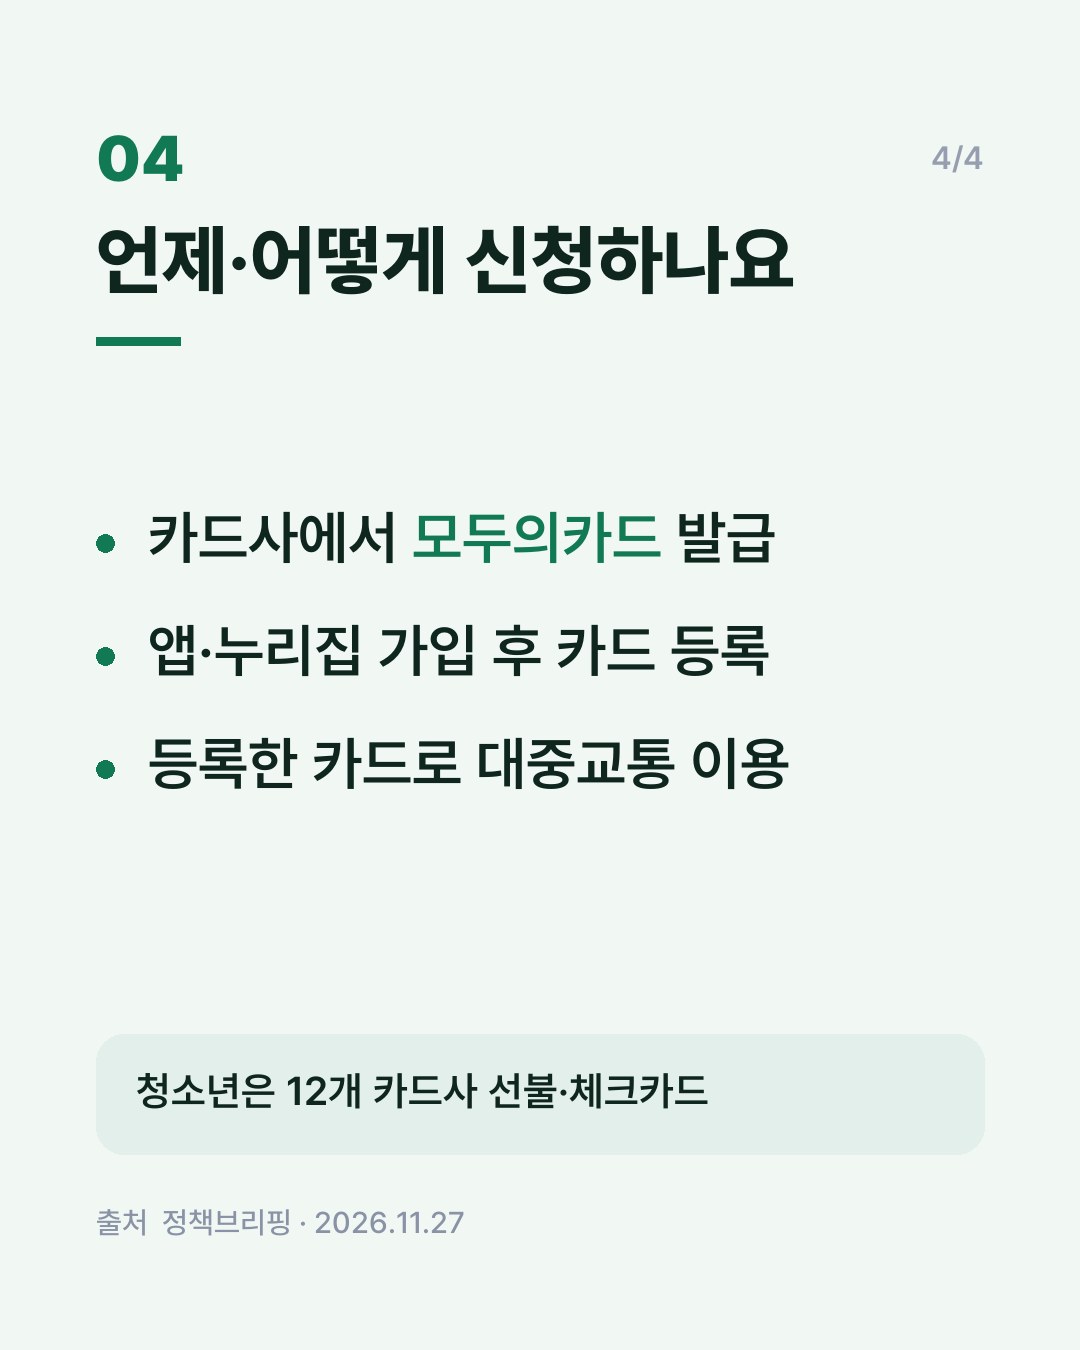 04
4/4
언제·어떻게 신청하나요
카드사에서 모두의카드 발급
앱·누리집 가입 후 카드 등록
등록한 카드로 대중교통 이용
청소년은 12개 카드사 선불·체크카드
출처 정책브리핑 · 2026.11.27